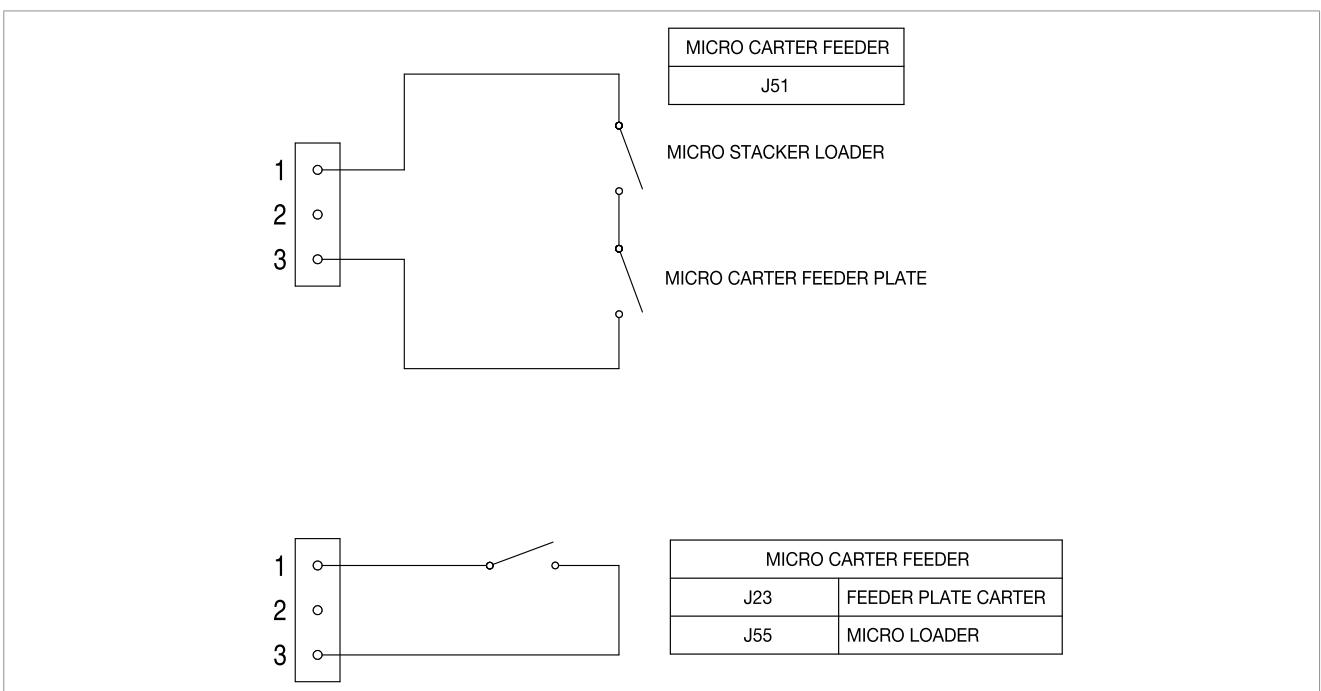 MICRO CARTER FEEDER
J51
MICRO STACKER LOADER
1
2
3
MICRO CARTER FEEDER PLATE
1
2
3
MICRO CARTER FEEDER
J23 FEEDER PLATE CARTER
J55 MICRO LOADER